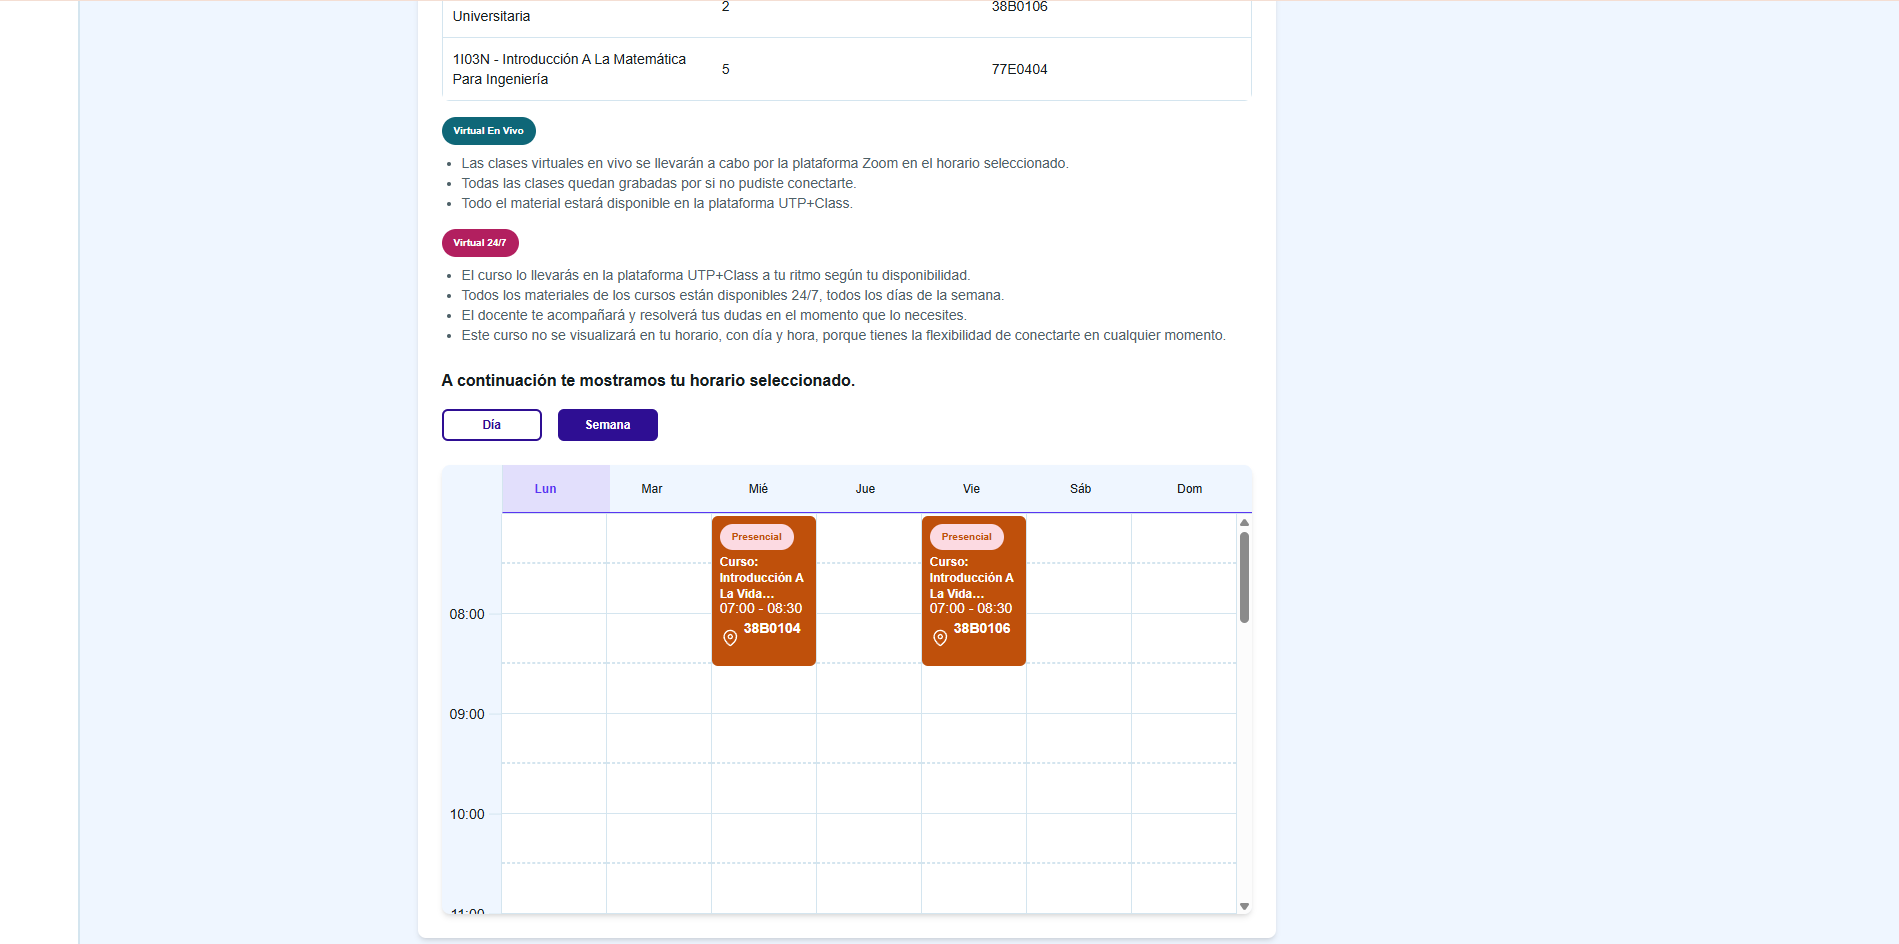 Universitaria
2
38B0106
1I03N - Introducción A La Matemática
Para Ingeniería
5
77E0404
Virtual En Vivo
Las clases virtuales en vivo se llevarán a cabo por la plataforma Zoom en el horario seleccionado.
Todas las clases quedan grabadas por si no pudiste conectarte.
Todo el material estará disponible en la plataforma UTP+Class.
Virtual 24/7
El curso lo llevarás en la plataforma UTP+Class a tu ritmo según tu disponibilidad.
Todos los materiales de los cursos están disponibles 24/7, todos los días de la semana.
El docente te acompañará y resolverá tus dudas en el momento que lo necesites.
Este curso no se visualizará en tu horario, con día y hora, porque tienes la flexibilidad de conectarte en cualquier momento.
A continuación te mostramos tu horario seleccionado.
Día
Semana
Lun
Mar
Mié
Jue
Vie
Sáb
Dom
Presencial
Curso:
Introducción A
La Vida...
07:00 - 08:30
38B0104
Presencial
Curso:
Introducción A
La Vida...
07:00 - 08:30
38B0106
08:00
09:00
10:00
11:00